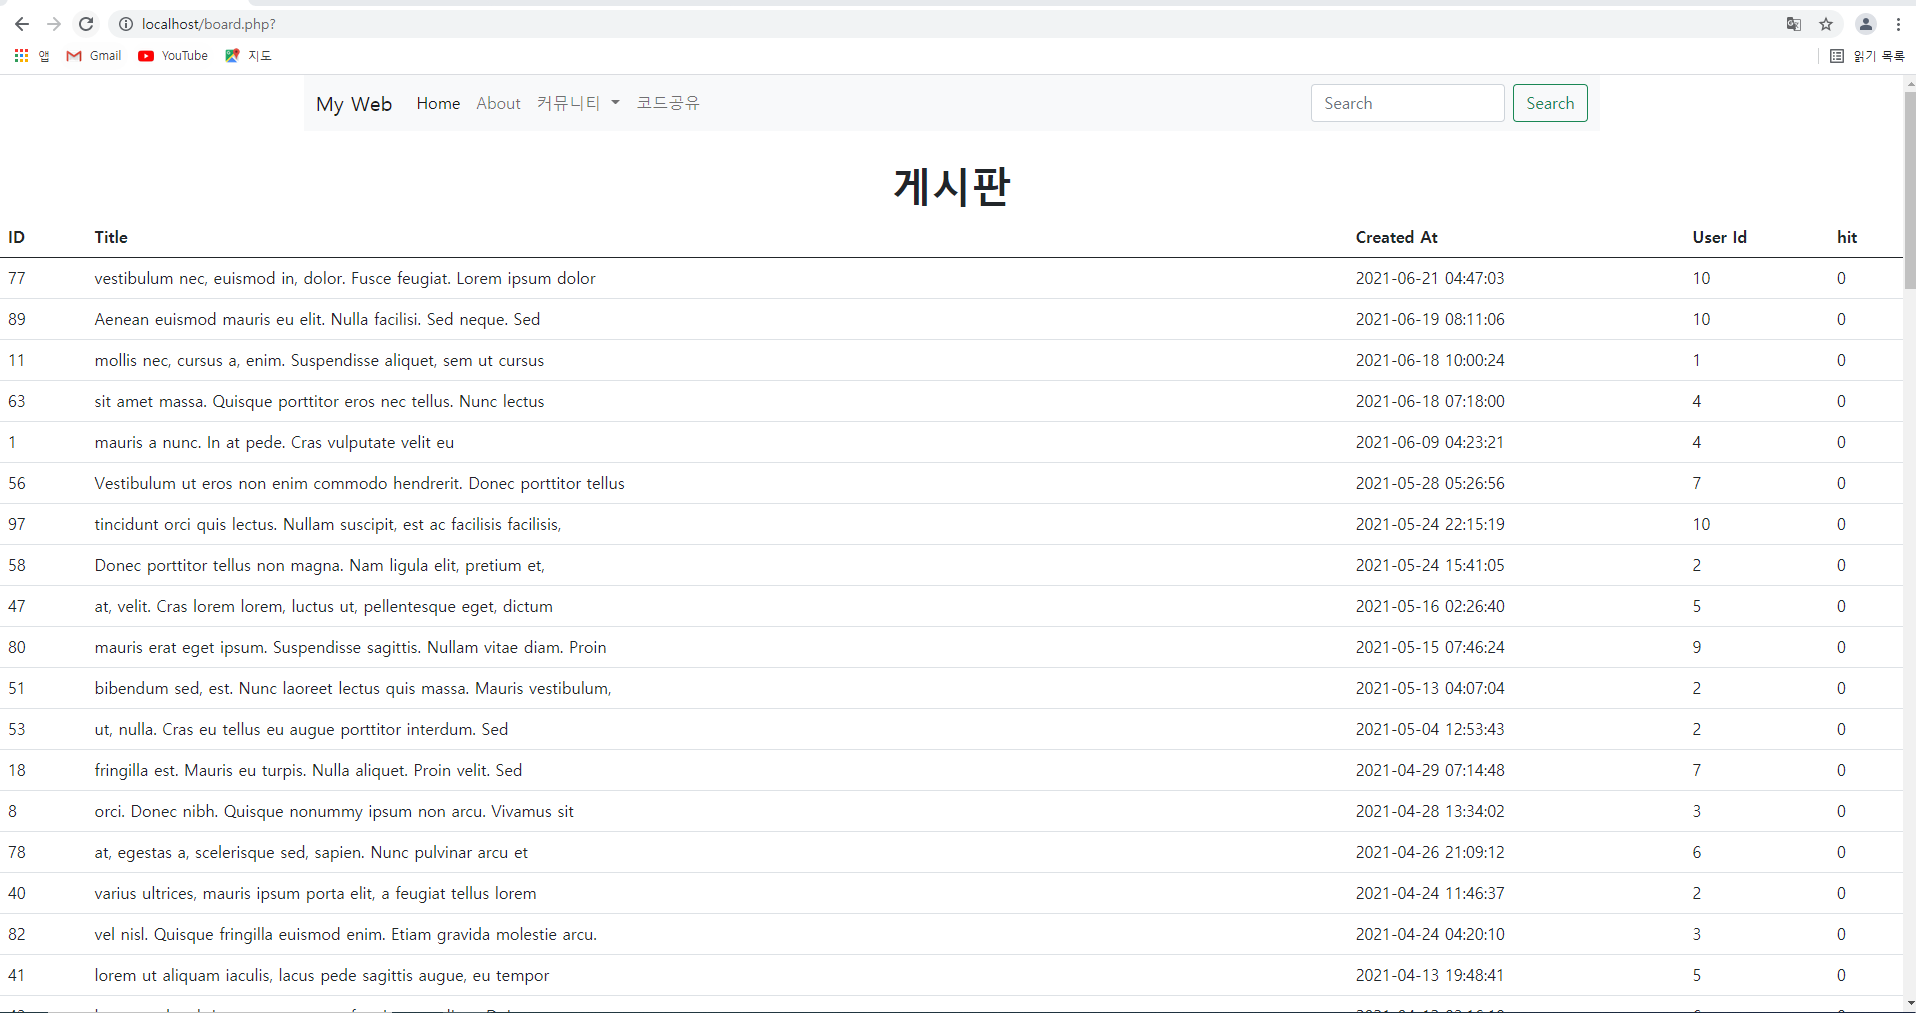 localhost/board.php?
앱 Gmail YouTube 지도 읽기 목록
My Web Home About 커뮤니티 코드공유 Search Search
게시판
ID Title Created At User Id hit
77 vestibulum nec, euismod in, dolor. Fusce feugiat. Lorem ipsum dolor 2021-06-21 04:47:03 10 0
89 Aenean euismod mauris eu elit. Nulla facilisi. Sed neque. Sed 2021-06-19 08:11:06 10 0
11 mollis nec, cursus a, enim. Suspendisse aliquet, sem ut cursus 2021-06-18 10:00:24 1 0
63 sit amet massa. Quisque porttitor eros nec tellus. Nunc lectus 2021-06-18 07:18:00 4 0
1 mauris a nunc. In at pede. Cras vulputate velit eu 2021-06-09 04:23:21 4 0
56 Vestibulum ut eros non enim commodo hendrerit. Donec porttitor tellus 2021-05-28 05:26:56 7 0
97 tincidunt orci quis lectus. Nullam suscipit, est ac facilisis facilisis, 2021-05-24 22:15:19 10 0
58 Donec porttitor tellus non magna. Nam ligula elit, pretium et, 2021-05-24 15:41:05 2 0
47 at, velit. Cras lorem lorem, luctus ut, pellentesque eget, dictum 2021-05-16 02:26:40 5 0
80 mauris erat eget ipsum. Suspendisse sagittis. Nullam vitae diam. Proin 2021-05-15 07:46:24 9 0
51 bibendum sed, est. Nunc laoreet lectus quis massa. Mauris vestibulum, 2021-05-13 04:07:04 2 0
53 ut, nulla. Cras eu tellus eu augue porttitor interdum. Sed 2021-05-04 12:53:43 2 0
18 fringilla est. Mauris eu turpis. Nulla aliquet. Proin velit. Sed 2021-04-29 07:14:48 7 0
8 orci. Donec nibh. Quisque nonummy ipsum non arcu. Vivamus sit 2021-04-28 13:34:02 3 0
78 at, egestas a, scelerisque sed, sapien. Nunc pulvinar arcu et 2021-04-26 21:09:12 6 0
40 varius ultrices, mauris ipsum porta elit, a feugiat tellus lorem 2021-04-24 11:46:37 2 0
82 vel nisl. Quisque fringilla euismod enim. Etiam gravida molestie arcu. 2021-04-24 04:20:10 3 0
41 lorem ut aliquam iaculis, lacus pede sagittis augue, eu tempor 2021-04-13 19:48:41 5 0